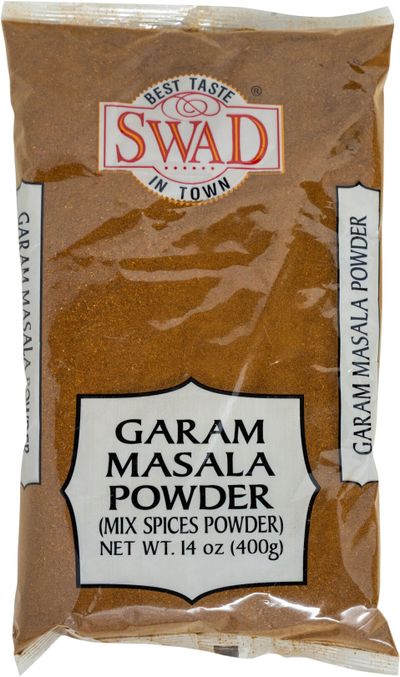 BEST TASTE
®
SWAD
IN TOWN
GARAM MASALA POWDER
GARAM MASALA POWDER
GARAM
MASALA
POWDER
(MIX SPICES POWDER)
NET WT. 14 oz (400g)